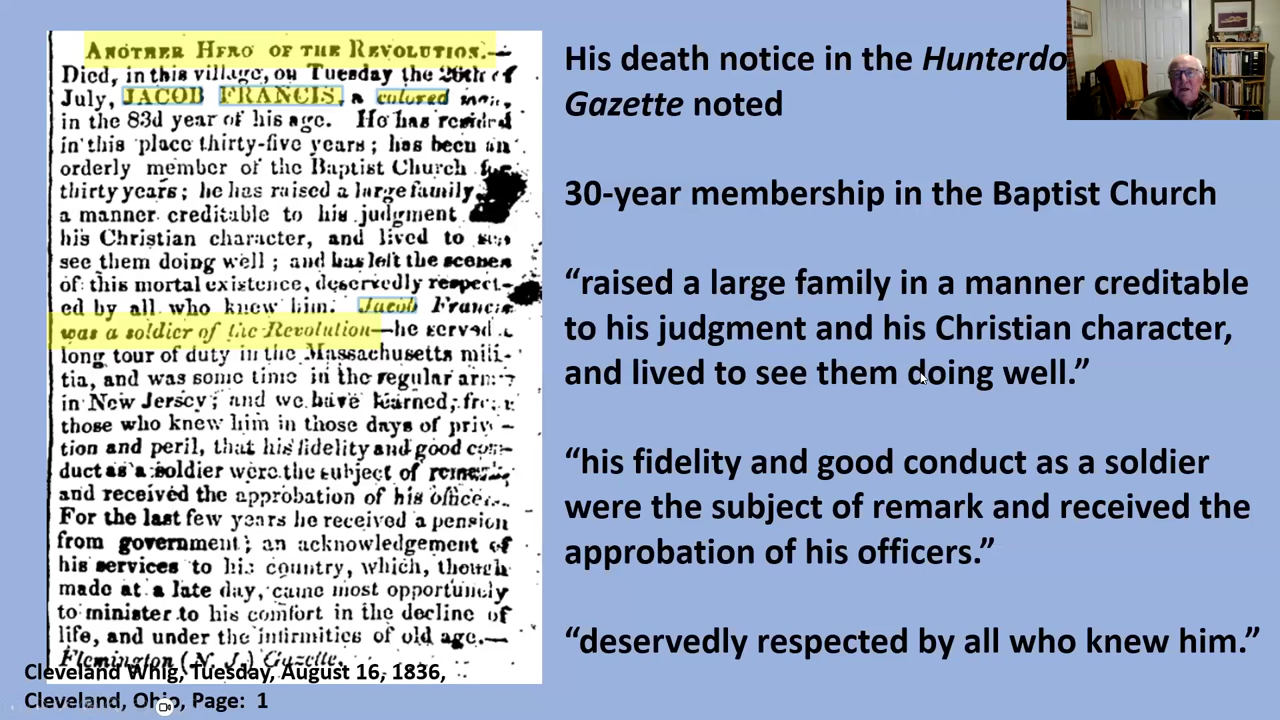 ANOTHER HERO OF THE REVOLUTION.—
Died, in this village, on Tuesday the 26th of
July, JACOB FRANCIS, a colored man,
in the 83d year of his age. He has resided
in this place thirty-five years; has been an
orderly member of the Baptist Church for
thirty years; he has raised a large family
a manner creditable to his judgment
his Christian character, and lived to see
see them doing well; and has left the scenes
of this mortal existence, deservedly respect-
ed by all who knew him. Jacob Francis
was a soldier of the Revolution—he served
long tour of duty in the Massachusetts mili-
tia, and was some time in the regular army
in New Jersey; and we have learned, from
those who knew him in those days of priv-
tion and peril, that his fidelity and good con-
duct as a soldier were the subject of remark,
and received the approbation of his officers.
For the last few years he received a pension
from government; an acknowledgement of
his services to his country, which, though
made at a late day, came most opportunely
to minister to his comfort in the decline of
life, and under the infirmities of old age.—
Flemington (N. J.) Gazette.
Cleveland Whig, Tuesday, August 16, 1836,
Cleveland, Ohio, Page: 1
His death notice in the Hunterdo
Gazette noted
30-year membership in the Baptist Church
“raised a large family in a manner creditable
to his judgment and his Christian character,
and lived to see them doing well.”
“his fidelity and good conduct as a soldier
were the subject of remark and received the
approbation of his officers.”
“deservedly respected by all who knew him.”